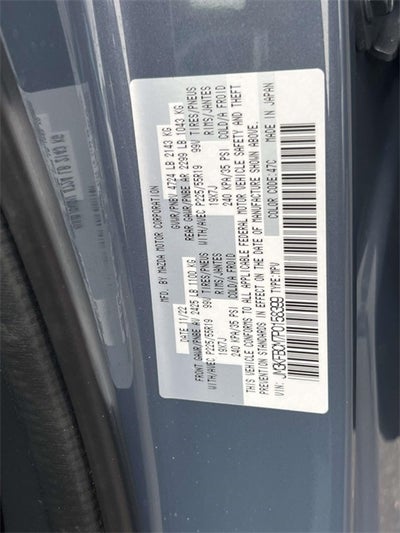 MFD. BY MAZDA MOTOR CORPORATION
DATE: 11/22 GVWR/PNBV: 4724 LB 2143 KG
FRONT GAWR/PNBE AV 2425 LB 1100 KG REAR GAWR/PNBE AR 2299 LB 1043 KG
WITH/AVEC P225/55R19 99V TIRES/PNEUS WITH/AVEC P225/55R19 99V TIRES/PNEUS
19X7J RIMS/JANTES 19X7J RIMS/JANTES
240 KPA/35 PSI COLD/A FROID 240 KPA/35 PSI COLD/A FROID
THIS VEHICLE CONFORMS TO ALL APPLICABLE FEDERAL MOTOR VEHICLE SAFETY AND THEFT
PREVENTION STANDARDS IN EFFECT ON THE DATE OF MANUFACTURE SHOWN ABOVE.
VIN: TYPE:MPV COLOR CODE:47C MADE IN JAPAN